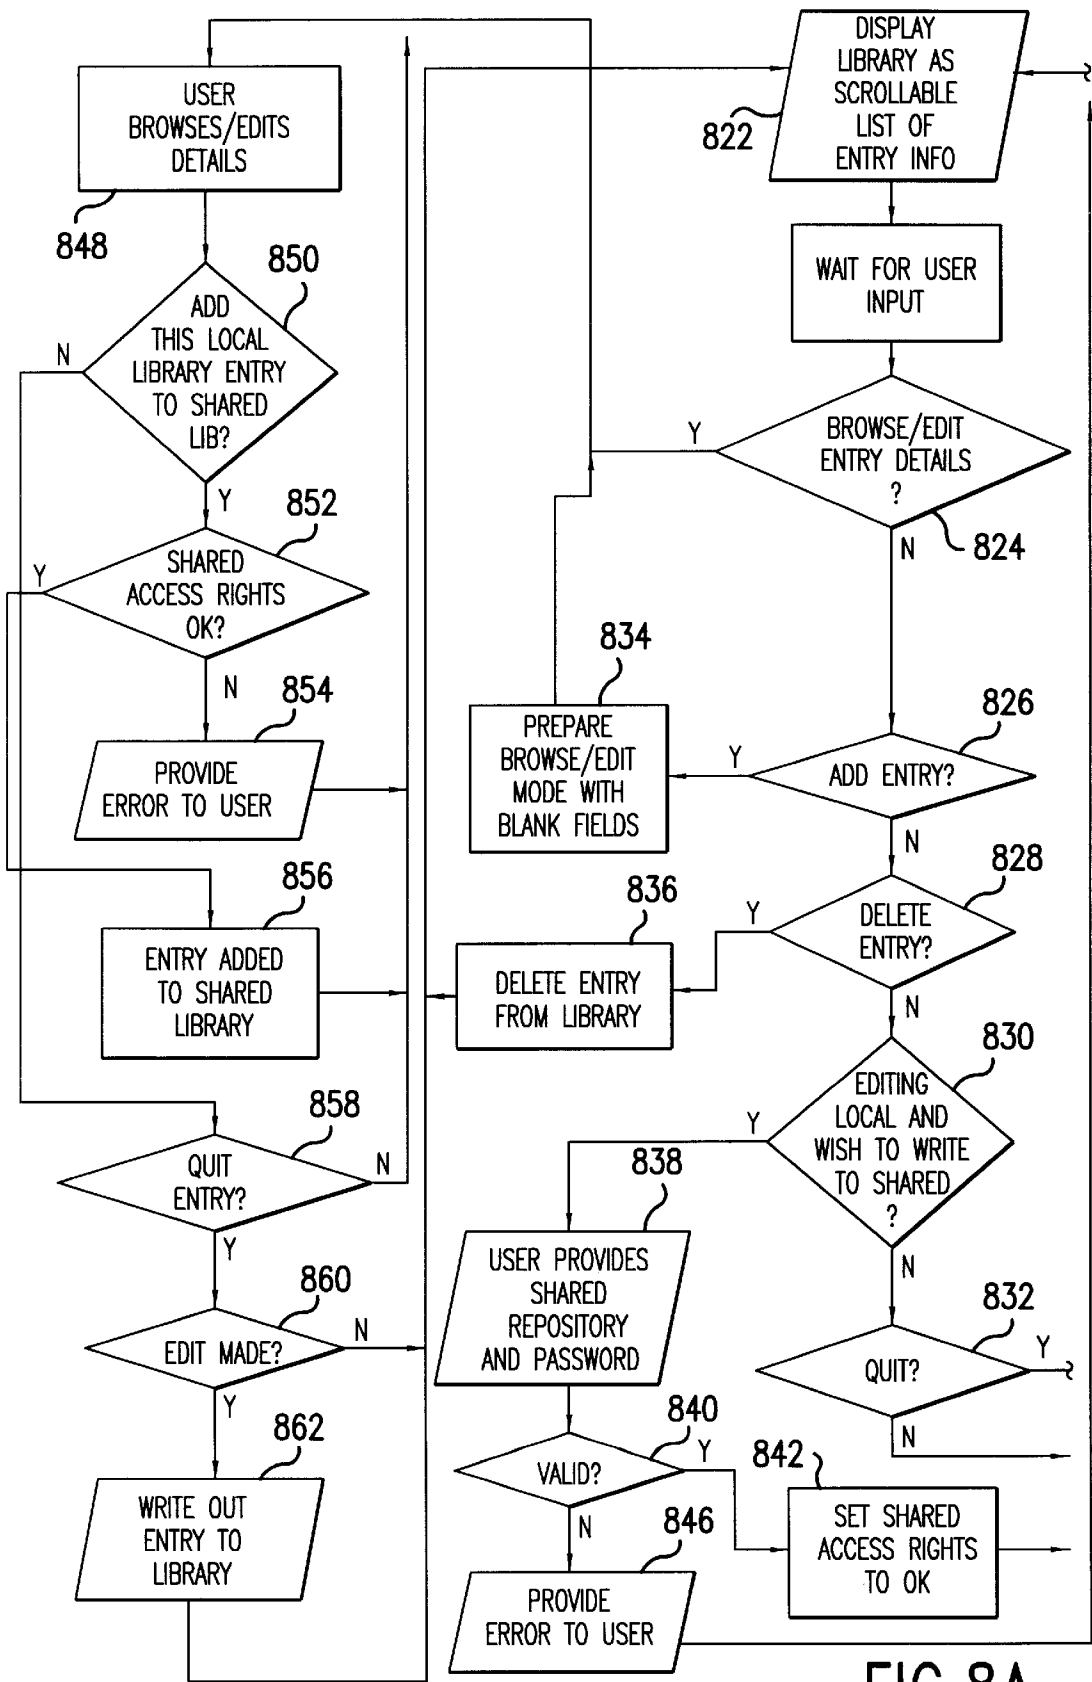 USER
BROWSES/EDITS
DETAILS
848
850
ADD
THIS LOCAL
LIBRARY ENTRY
TO SHARED
LIB?
N
Y
852
SHARED
ACCESS RIGHTS
OK?
Y
N
854
PROVIDE
ERROR TO USER
856
ENTRY ADDED
TO SHARED
LIBRARY
858
QUIT
ENTRY?
N
Y
860
EDIT MADE?
N
Y
862
WRITE OUT
ENTRY TO
LIBRARY
DISPLAY
LIBRARY AS
SCROLLABLE
LIST OF
ENTRY INFO
822
WAIT FOR USER
INPUT
BROWSE/EDIT
ENTRY DETAILS
?
Y
N
824
834
PREPARE
BROWSE/EDIT
MODE WITH
BLANK FIELDS
826
ADD ENTRY?
Y
N
828
DELETE
ENTRY?
Y
N
836
DELETE ENTRY
FROM LIBRARY
830
EDITING
LOCAL AND
WISH TO WRITE
TO SHARED
?
Y
N
838
USER PROVIDES
SHARED
REPOSITORY
AND PASSWORD
832
QUIT?
Y
N
840
VALID?
Y
N
842
SET SHARED
ACCESS RIGHTS
TO OK
846
PROVIDE
ERROR TO USER
FIG. 8A